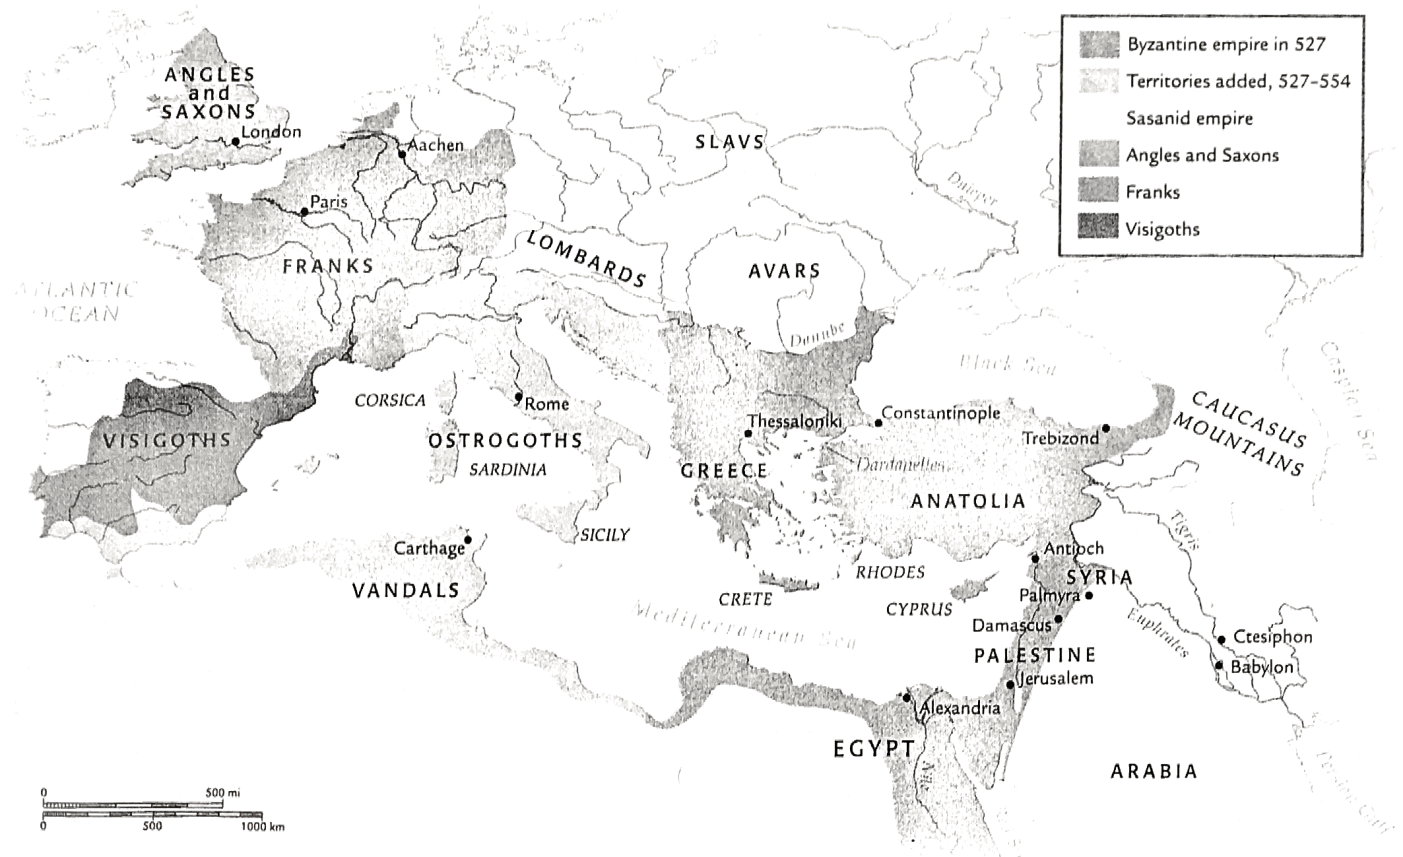 Byzantine empire in 527
Territories added, 527–554
Sasanid empire
Angles and Saxons
Franks
Visigoths
ANGLES
and
SAXONS
London
Aachen
Paris
FRANKS
SLAVS
Dnieper
LOMBARDS
AVARS
Danube
ATLANTIC
OCEAN
Black Sea
Caspian Sea
CAUCASUS
MOUNTAINS
CORSICA
Rome
VISIGOTHS
OSTROGOTHS
SARDINIA
Thessaloniki
Constantinople
Trebizond
Dardanelles
GREECE
ANATOLIA
SICILY
Carthage
VANDALS
RHODES
CRETE
CYPRUS
Antioch
SYRIA
Palmyra
Damascus
PALESTINE
Jerusalem
Tigris
Euphrates
Ctesiphon
Babylon
Mediterranean Sea
Alexandria
EGYPT
Nile
ARABIA
Persian Gulf
0 500 mi
0 500 1000 km